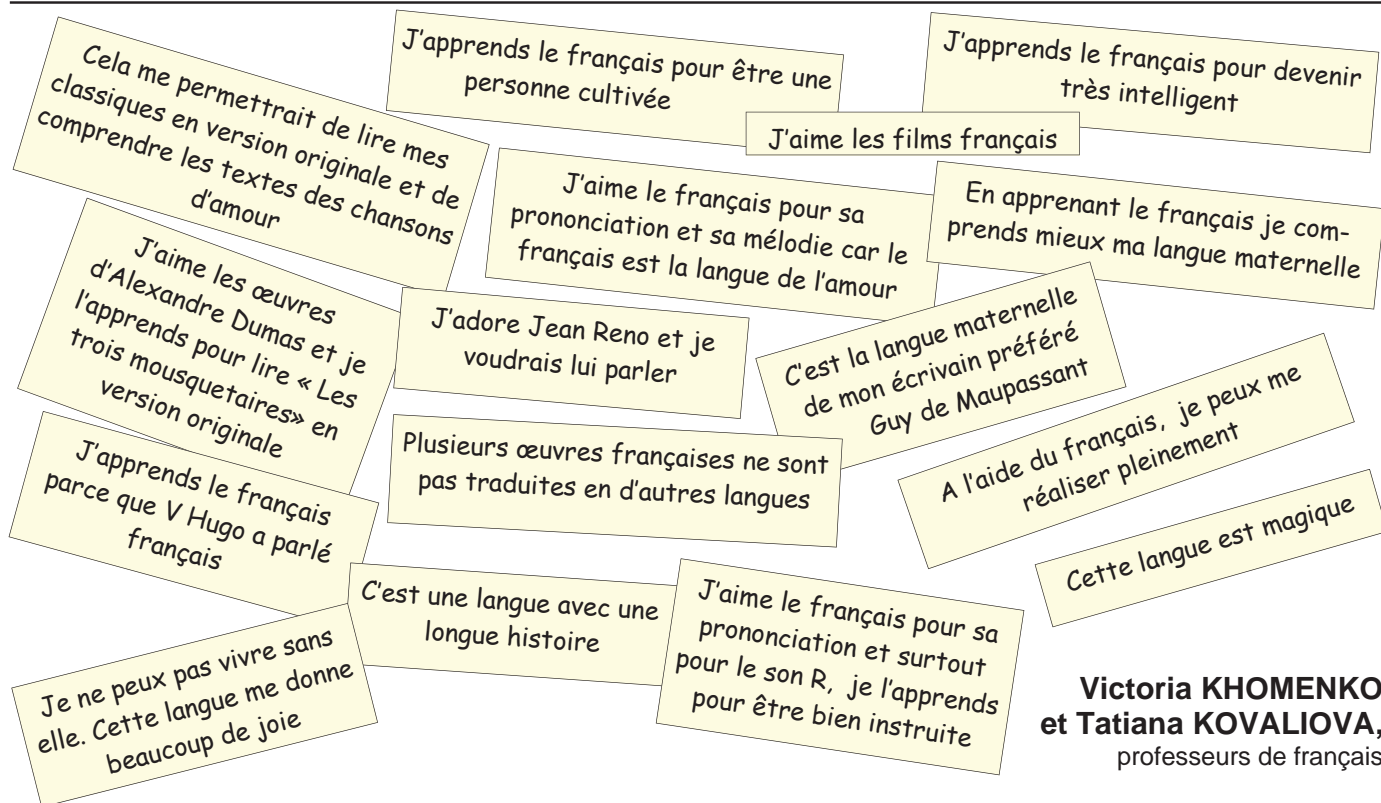 Cela me permettrait de lire mes
classiques en version originale et de
comprendre les textes des chansons
d'amour
J'apprends le français pour être une
personne cultivée
J'apprends le français pour devenir
très intelligent
J'aime les films français
J'aime le français pour sa
prononciation et sa mélodie car le
français est la langue de l'amour
En apprenant le français je com-
prends mieux ma langue maternelle
J'aime les œuvres
d'Alexandre Dumas et je
l'apprends pour lire « Les
trois mousquetaires» en
version originale
J'adore Jean Reno et je
voudrais lui parler
C'est la langue maternelle
de mon écrivain préféré
Guy de Maupassant
A l'aide du français, je peux me
réaliser pleinement
Plusieurs œuvres françaises ne sont
pas traduites en d'autres langues
J'apprends le français
parce que V Hugo a parlé
français
Cette langue est magique
C'est une langue avec une
longue histoire
J'aime le français pour sa
prononciation et surtout
pour le son R, je l'apprends
pour être bien instruite
Je ne peux pas vivre sans
elle. Cette langue me donne
beaucoup de joie
Victoria KHOMENKO
et Tatiana KOVALIOVA,
professeurs de français